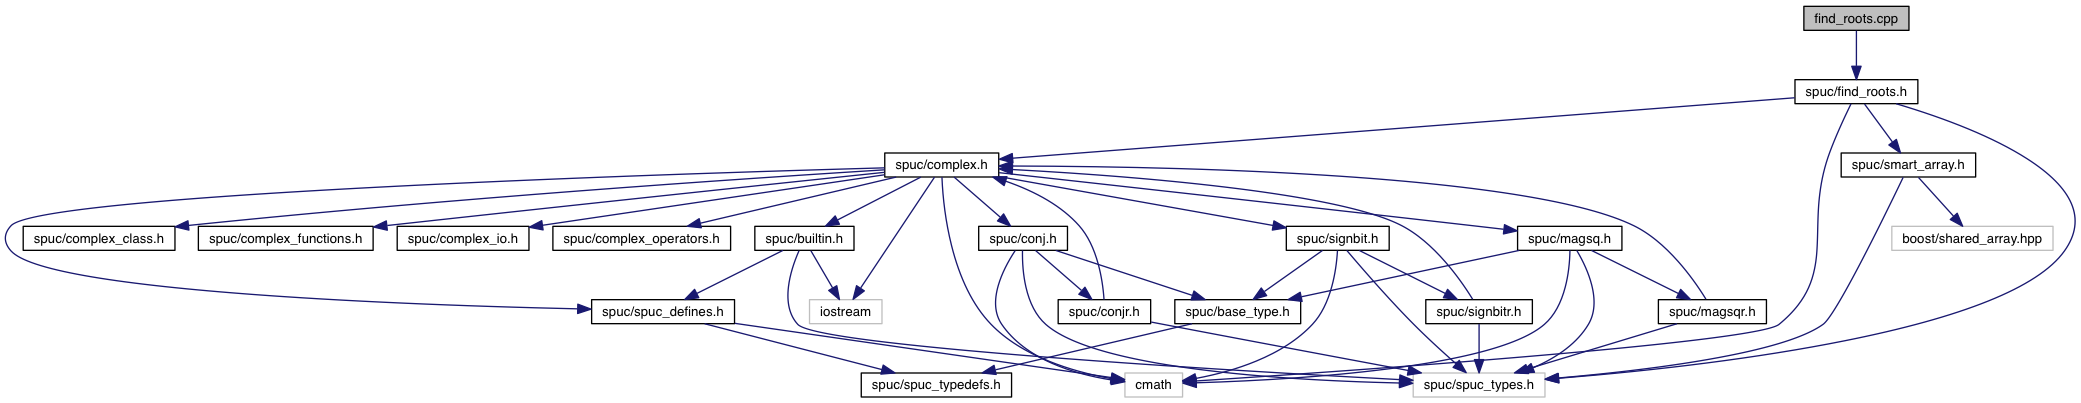 find_roots.cpp
spuc/find_roots.h
spuc/complex.h
spuc/smart_array.h
spuc/complex_class.h
spuc/complex_functions.h
spuc/complex_io.h
spuc/complex_operators.h
spuc/builtin.h
spuc/conj.h
spuc/signbit.h
spuc/magsq.h
boost/shared_array.hpp
spuc/spuc_defines.h
iostream
spuc/conjr.h
spuc/base_type.h
spuc/signbitr.h
spuc/magsqr.h
spuc/spuc_typedefs.h
cmath
spuc/spuc_types.h